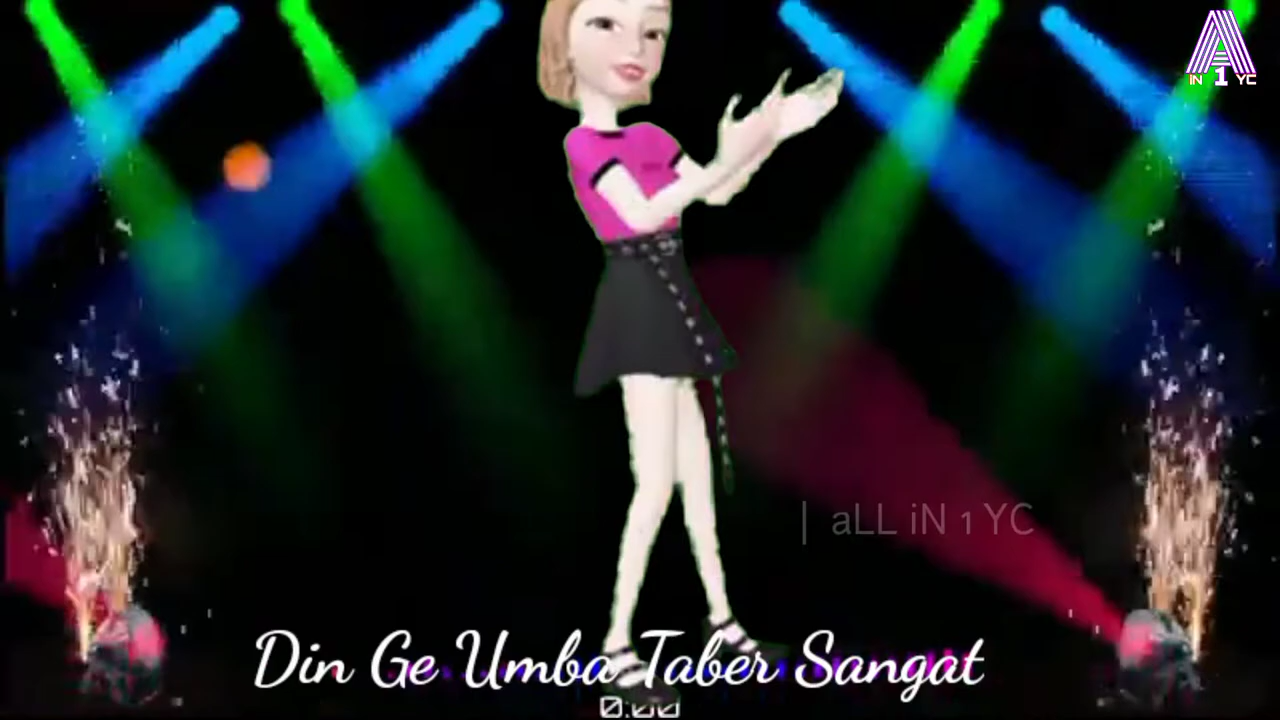 A
IN 1 YC
| aLL iN 1 YC
Din Ge Umba Taber Sangat
0:00